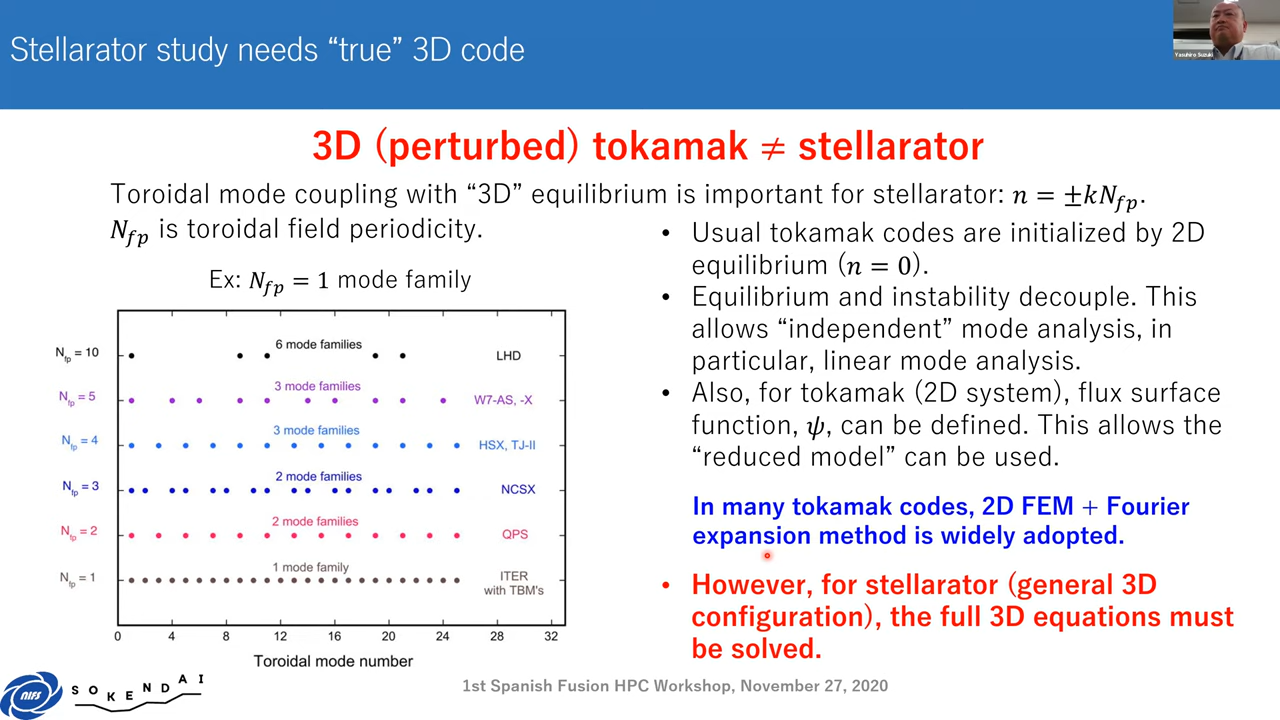 Stellarator study needs “true” 3D code
Yasuhiro Suzuki
3D (perturbed) tokamak ≠ stellarator
Toroidal mode coupling with “3D” equilibrium is important for stellarator: n = ±kN_fp.
N_fp is toroidal field periodicity.
Ex: N_fp = 1 mode family
N_fp = 10
6 mode families
LHD
N_fp = 5
3 mode families
W7-AS, -X
N_fp = 4
3 mode families
HSX, TJ-II
N_fp = 3
2 mode families
NCSX
N_fp = 2
2 mode families
QPS
N_fp = 1
1 mode family
ITER
with TBM's
0 4 8 12 16 20 24 28 32
Toroidal mode number
• Usual tokamak codes are initialized by 2D
equilibrium (n = 0).
• Equilibrium and instability decouple. This
allows “independent” mode analysis, in
particular, linear mode analysis.
• Also, for tokamak (2D system), flux surface
function, ψ, can be defined. This allows the
“reduced model” can be used.
In many tokamak codes, 2D FEM + Fourier
expansion method is widely adopted.
• However, for stellarator (general 3D
configuration), the full 3D equations must
be solved.
NIFS
SOKENDAI
1st Spanish Fusion HPC Workshop, November 27, 2020